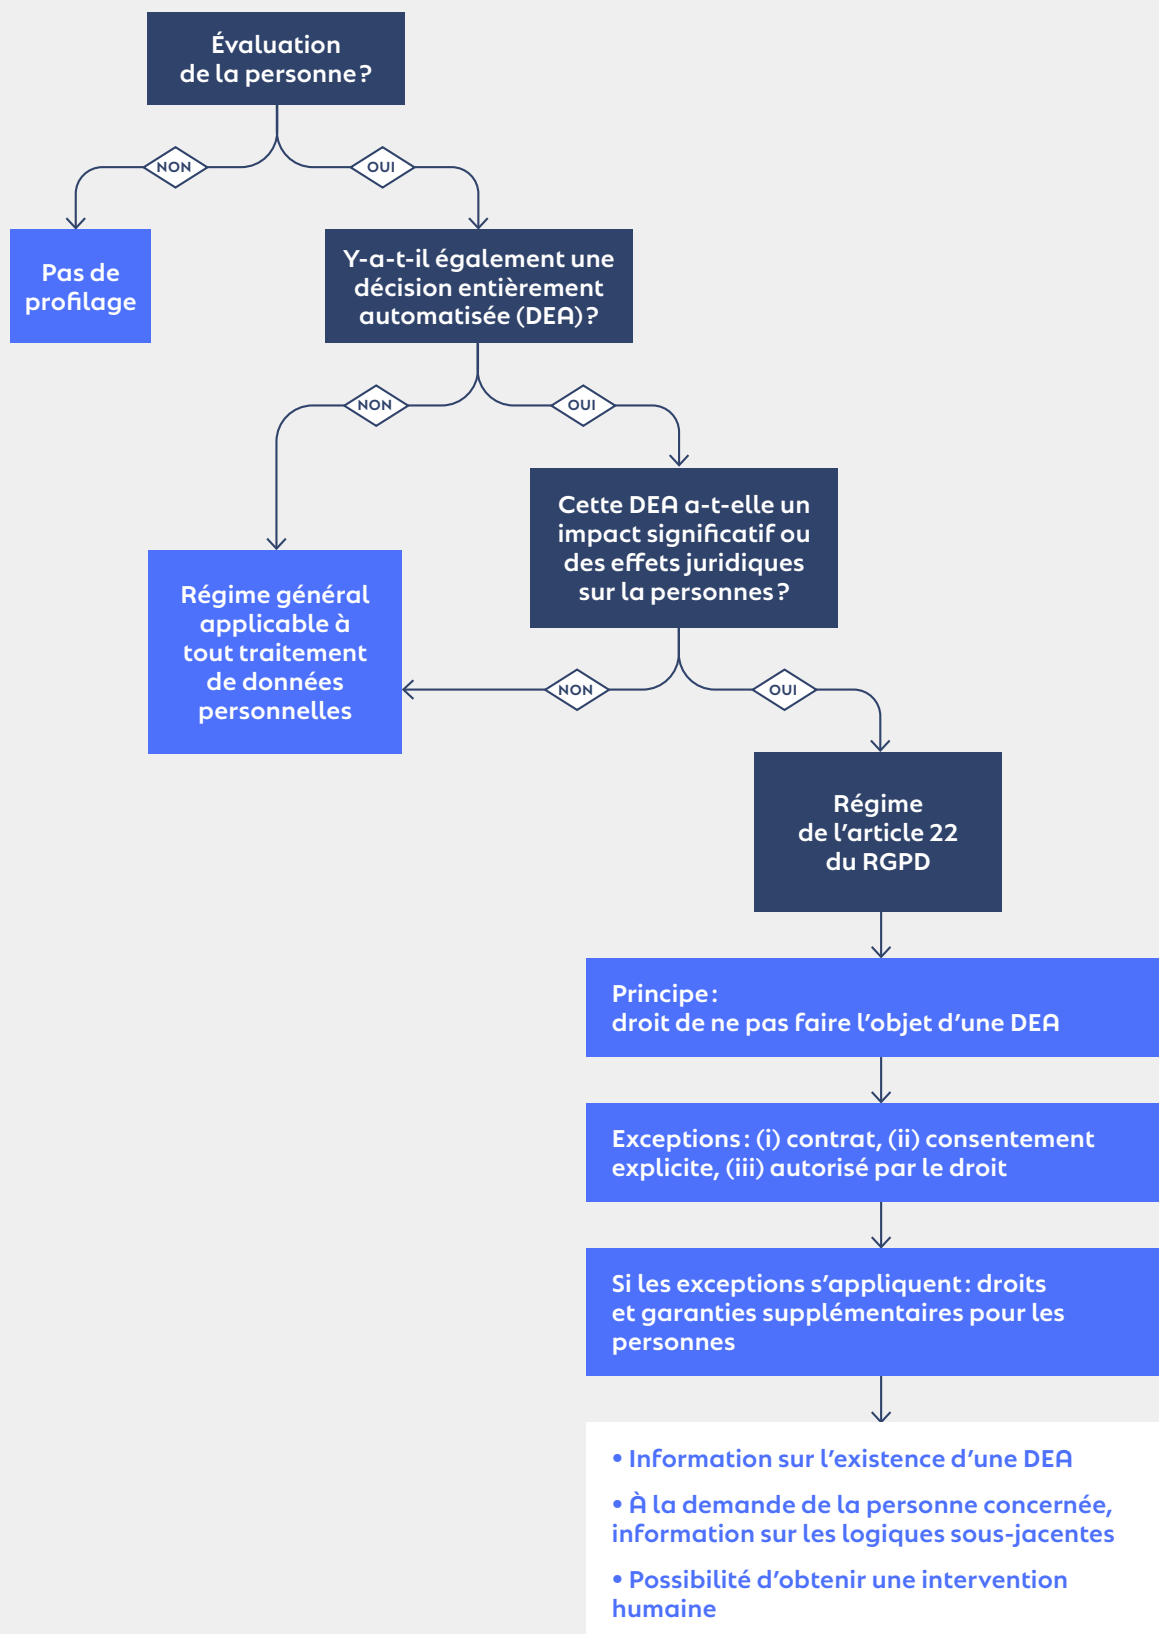 Évaluation
de la personne ?
NON
OUI
Pas de
profilage
Y-a-t-il également une
décision entièrement
automatisée (DEA) ?
NON
OUI
Cette DEA a-t-elle un
impact significatif ou
des effets juridiques
sur la personnes ?
Régime général
applicable à
tout traitement
de données
personnelles
NON
OUI
Régime
de l’article 22
du RGPD
Principe :
droit de ne pas faire l’objet d’une DEA
Exceptions : (i) contrat, (ii) consentement
explicite, (iii) autorisé par le droit
Si les exceptions s’appliquent : droits
et garanties supplémentaires pour les
personnes
• Information sur l’existence d’une DEA
• À la demande de la personne concernée,
information sur les logiques sous-jacentes
• Possibilité d’obtenir une intervention
humaine